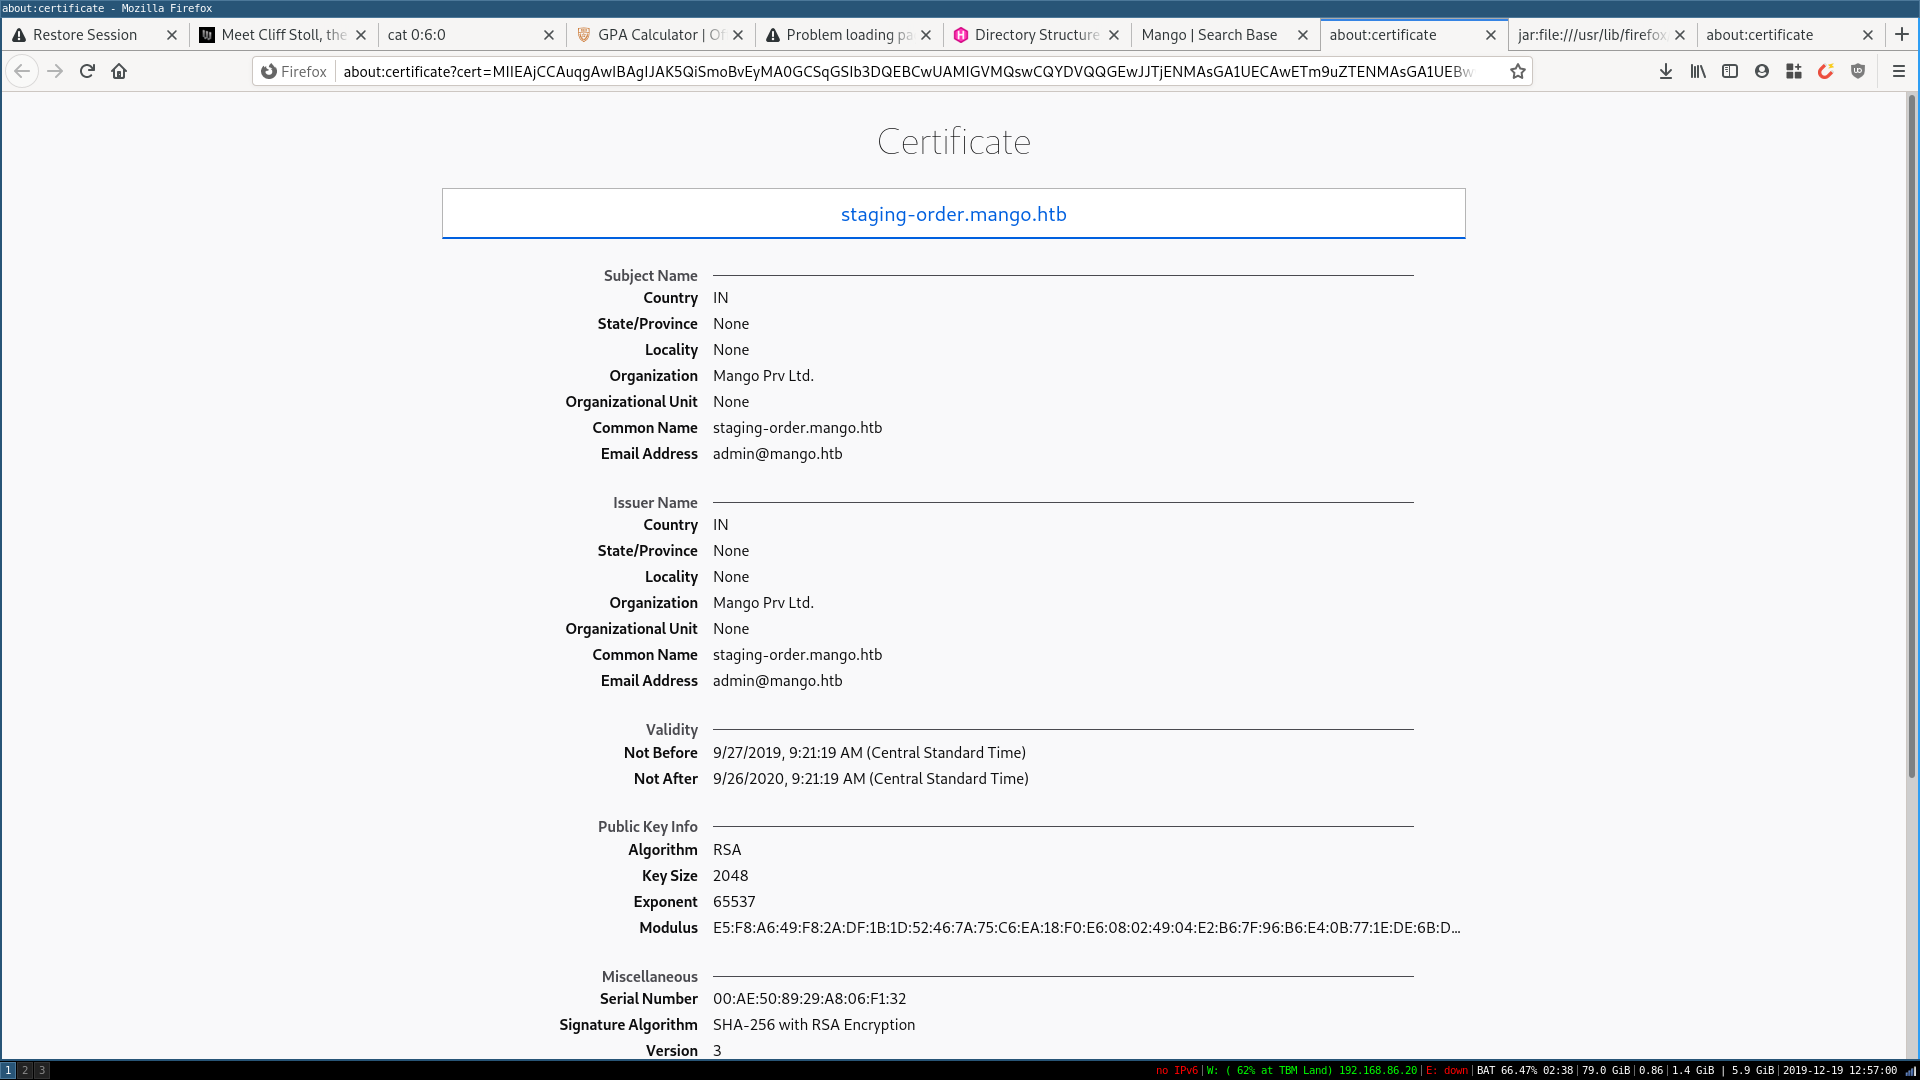 about:certificate - Mozilla Firefox
Restore Session
Meet Cliff Stoll, the
cat 0:6:0
GPA Calculator | Of
Problem loading pa
Directory Structure
Mango | Search Base
about:certificate
jar:file:///usr/lib/firefox
about:certificate
Firefox
about:certificate?cert=MIIEAjCCAuqgAwIBAgIJAK5QiSmoBvEyMA0GCSqGSIb3DQEBCwUAMIGVMQswCQYDVQQGEwJJTjENMAsGA1UECAwETm9uZTENMAsGA1UEBw
Certificate
staging-order.mango.htb
Subject Name
Country IN
State/Province None
Locality None
Organization Mango Prv Ltd.
Organizational Unit None
Common Name staging-order.mango.htb
Email Address admin@mango.htb
Issuer Name
Country IN
State/Province None
Locality None
Organization Mango Prv Ltd.
Organizational Unit None
Common Name staging-order.mango.htb
Email Address admin@mango.htb
Validity
Not Before 9/27/2019, 9:21:19 AM (Central Standard Time)
Not After 9/26/2020, 9:21:19 AM (Central Standard Time)
Public Key Info
Algorithm RSA
Key Size 2048
Exponent 65537
Modulus E5:F8:A6:49:F8:2A:DF:1B:1D:52:46:7A:75:C6:EA:18:F0:E6:08:02:49:04:E2:B6:7F:96:B6:E4:0B:77:1E:DE:6B:D...
Miscellaneous
Serial Number 00:AE:50:89:29:A8:06:F1:32
Signature Algorithm SHA-256 with RSA Encryption
Version 3
1 2 3
no IPv6|W: ( 62% at TBM Land) 192.168.86.20|E: down|BAT 66.47% 02:38|79.0 GiB|0.86|1.4 GiB | 5.9 GiB|2019-12-19 12:57:00